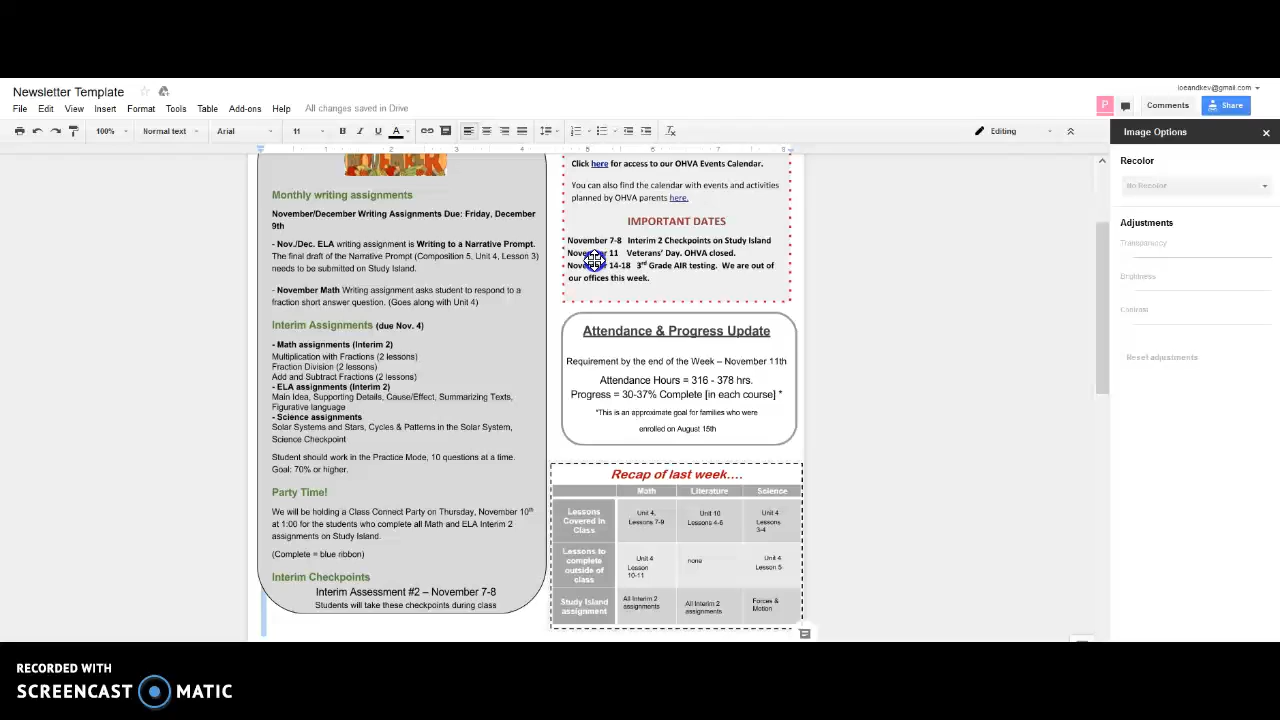 Newsletter Template
loeandkev@gmail.com
File Edit View Insert Format Tools Table Add-ons Help All changes saved in Drive
P Comments Share
100% Normal text Arial 11 B I U A Editing
Image Options
Recolor
No Recolor
Adjustments
Transparency
Brightness
Contrast
Reset adjustments
1 2 3 4 5 6 7
Monthly writing assignments
November/December Writing Assignments Due: Friday, December
9th
- Nov./Dec. ELA writing assignment is Writing to a Narrative Prompt.
The final draft of the Narrative Prompt (Composition 5, Unit 4, Lesson 3)
needs to be submitted on Study Island.
- November Math Writing assignment asks student to respond to a
fraction short answer question. (Goes along with Unit 4)
Interim Assignments (due Nov. 4)
- Math assignments (Interim 2)
Multiplication with Fractions (2 lessons)
Fraction Division (2 lessons)
Add and Subtract Fractions (2 lessons)
- ELA assignments (Interim 2)
Main Idea, Supporting Details, Cause/Effect, Summarizing Texts,
Figurative language
- Science assignments
Solar Systems and Stars, Cycles & Patterns in the Solar System,
Science Checkpoint
Student should work in the Practice Mode, 10 questions at a time.
Goal: 70% or higher.
Party Time!
We will be holding a Class Connect Party on Thursday, November 10th
at 1:00 for the students who complete all Math and ELA Interim 2
assignments on Study Island.
(Complete = blue ribbon)
Interim Checkpoints
Interim Assessment #2 – November 7-8
Students will take these checkpoints during class
Click here for access to our OHVA Events Calendar.
You can also find the calendar with events and activities
planned by OHVA parents here.
IMPORTANT DATES
November 7-8 Interim 2 Checkpoints on Study Island
November 11 Veterans' Day. OHVA closed.
November 14-18 3rd Grade AIR testing. We are out of
our offices this week.
Attendance & Progress Update
Requirement by the end of the Week – November 11th
Attendance Hours = 316 - 378 hrs.
Progress = 30-37% Complete [in each course] *
*This is an approximate goal for families who were
enrolled on August 15th
Recap of last week....
Math Literature Science
Lessons Covered in Class Unit 4, Lessons 7-9 Unit 10 Lessons 4-6 Unit 4 Lessons 3-4
Lessons to complete outside of class Unit 4 Lesson 10-11 none Unit 4 Lesson 5
Study Island assignment All Interim 2 assignments All Interim 2 assignments Forces & Motion
RECORDED WITH
SCREENCAST MATIC